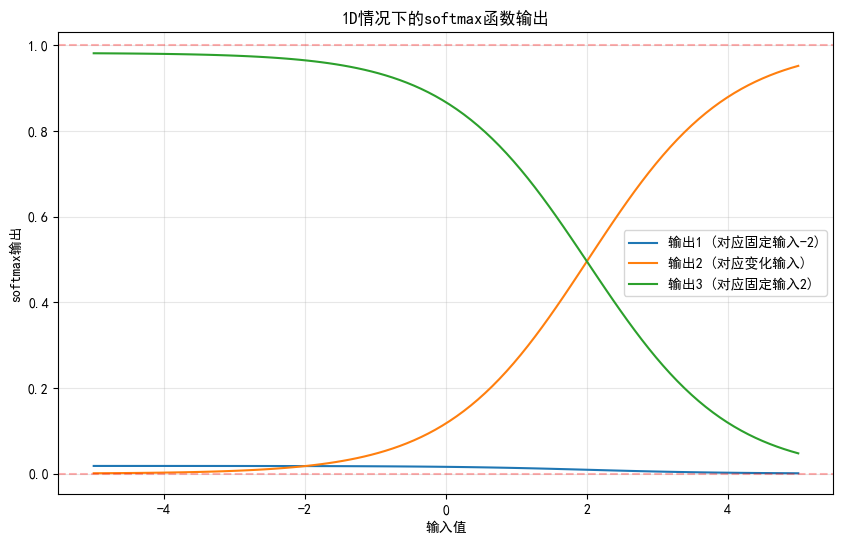 1D情况下的softmax函数输出
softmax输出
1.0
0.8
0.6
0.4
0.2
0.0
输出1 (对应固定输入-2)
输出2 (对应变化输入)
输出3 (对应固定输入2)
-4
-2
0
2
4
输入值